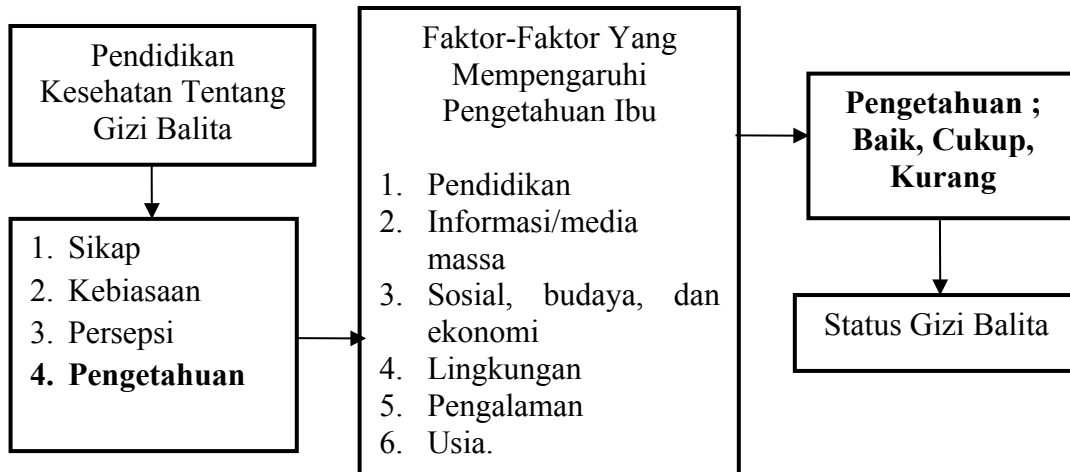 Pendidikan
Kesehatan Tentang
Gizi Balita
1. Sikap
2. Kebiasaan
3. Persepsi
4. Pengetahuan
Faktor-Faktor Yang
Mempengaruhi
Pengetahuan Ibu
1. Pendidikan
2. Informasi/media
massa
3. Sosial, budaya, dan
ekonomi
4. Lingkungan
5. Pengalaman
6. Usia.
Pengetahuan ;
Baik, Cukup,
Kurang
Status Gizi Balita